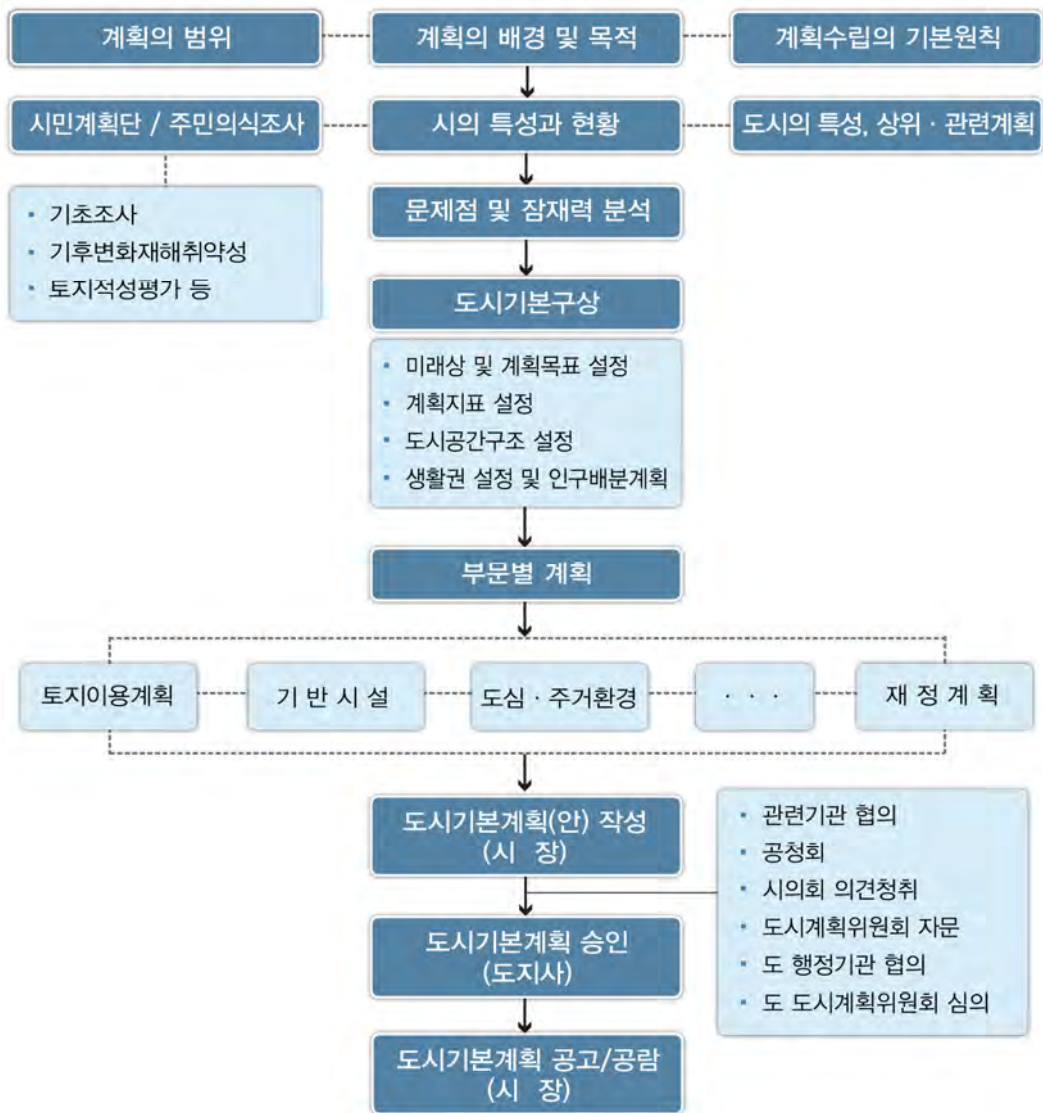 계획의 범위
계획의 배경 및 목적
계획수립의 기본원칙
시민계획단 / 주민의식조사
시의 특성과 현황
도시의 특성, 상위 · 관련계획
• 기초조사
• 기후변화재해취약성
• 토지적성평가 등
문제점 및 잠재력 분석
도시기본구상
• 미래상 및 계획목표 설정
• 계획지표 설정
• 도시공간구조 설정
• 생활권 설정 및 인구배분계획
부문별 계획
토지이용계획
기 반 시 설
도심 · 주거환경
· · ·
재 정 계 획
도시기본계획(안) 작성
(시 장)
• 관련기관 협의
• 공청회
• 시의회 의견청취
• 도시계획위원회 자문
• 도 행정기관 협의
• 도 도시계획위원회 심의
도시기본계획 승인
(도지사)
도시기본계획 공고/공람
(시 장)